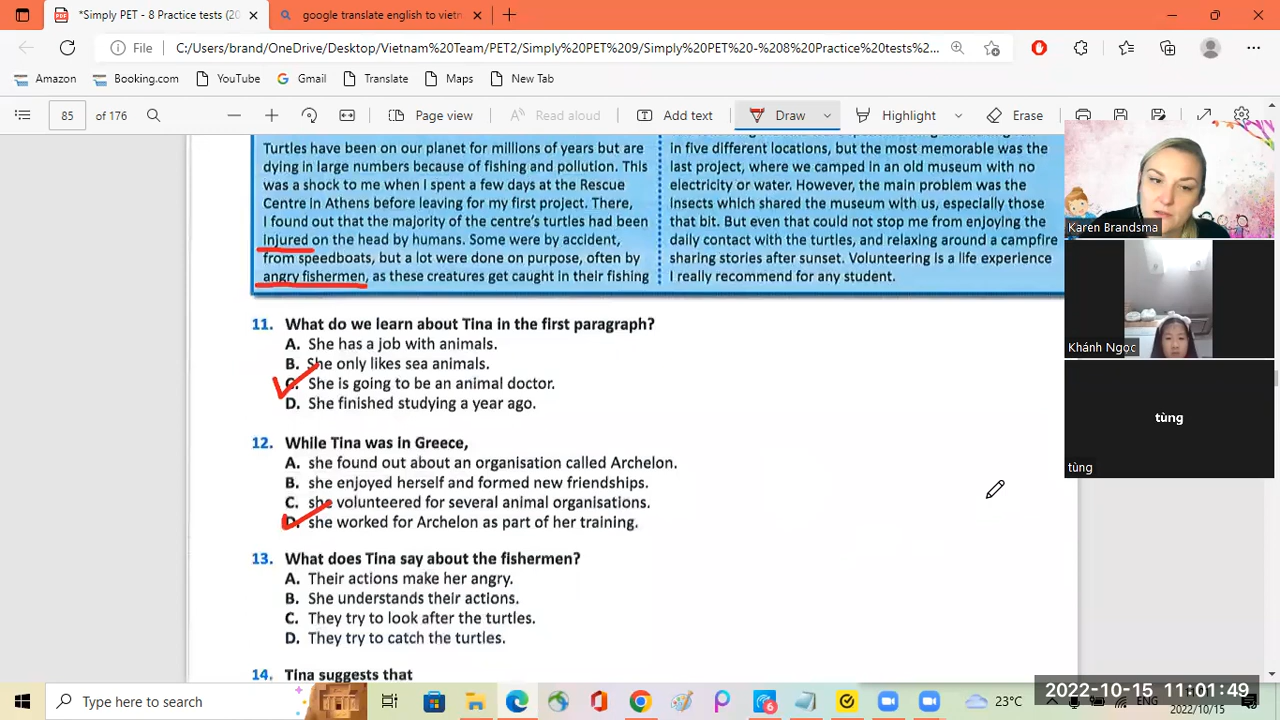 *Simply PET - 8 Practice tests (20
google translate english to vietn
File
C:/Users/brand/OneDrive/Desktop/Vietnam%20Team/PET2/Simply%20PET%209/Simply%20PET%20-%208%20Practice%20tests%2...
Amazon
Booking.com
YouTube
Gmail
Translate
Maps
New Tab
85 of 176
Page view
Read aloud
Add text
Draw
Highlight
Erase
Turtles have been on our planet for millions of years but are
dying in large numbers because of fishing and pollution. This
was a shock to me when I spent a few days at the Rescue
Centre in Athens before leaving for my first project. There,
I found out that the majority of the centre's turtles had been
injured on the head by humans. Some were by accident,
from speedboats, but a lot were done on purpose, often by
angry fishermen, as these creatures get caught in their fishing
in five different locations, but the most memorable was the
last project, where we camped in an old museum with no
electricity or water. However, the main problem was the
insects which shared the museum with us, especially those
that bit. But even that could not stop me from enjoying the
daily contact with the turtles, and relaxing around a campfire
sharing stories after sunset. Volunteering is a life experience
I really recommend for any student.
11. What do we learn about Tina in the first paragraph?
A. She has a job with animals.
B. She only likes sea animals.
C. She is going to be an animal doctor.
D. She finished studying a year ago.
12. While Tina was in Greece,
A. she found out about an organisation called Archelon.
B. she enjoyed herself and formed new friendships.
C. she volunteered for several animal organisations.
D. she worked for Archelon as part of her training.
13. What does Tina say about the fishermen?
A. Their actions make her angry.
B. She understands their actions.
C. They try to look after the turtles.
D. They try to catch the turtles.
14. Tina suggests that
Karen Brandsma
Khánh Ngọc
tùng
tùng
Type here to search
6
23°C
ENG
2022-10-15 11:01:49
2022/10/15